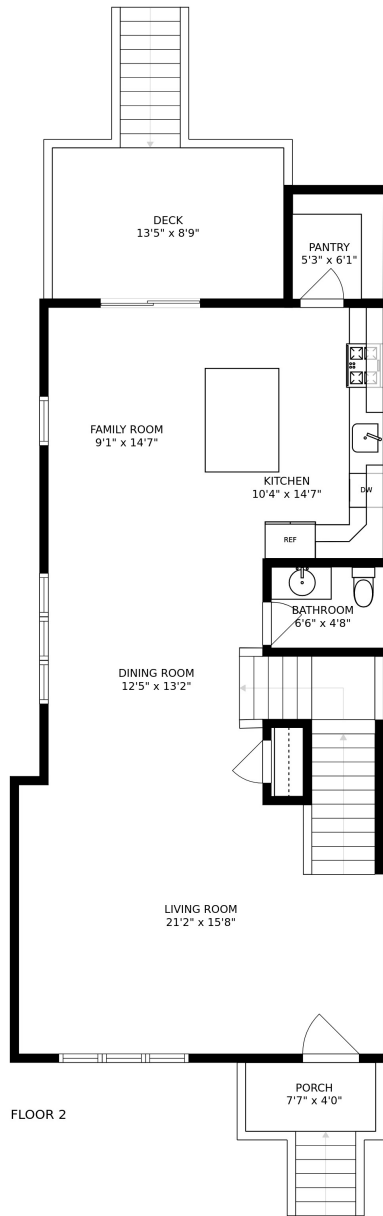 DECK
13'5" x 8'9"
PANTRY
5'3" x 6'1"
FAMILY ROOM
9'1" x 14'7"
KITCHEN
10'4" x 14'7"
DW
REF
BATHROOM
6'6" x 4'8"
DINING ROOM
12'5" x 13'2"
LIVING ROOM
21'2" x 15'8"
PORCH
7'7" x 4'0"
FLOOR 2